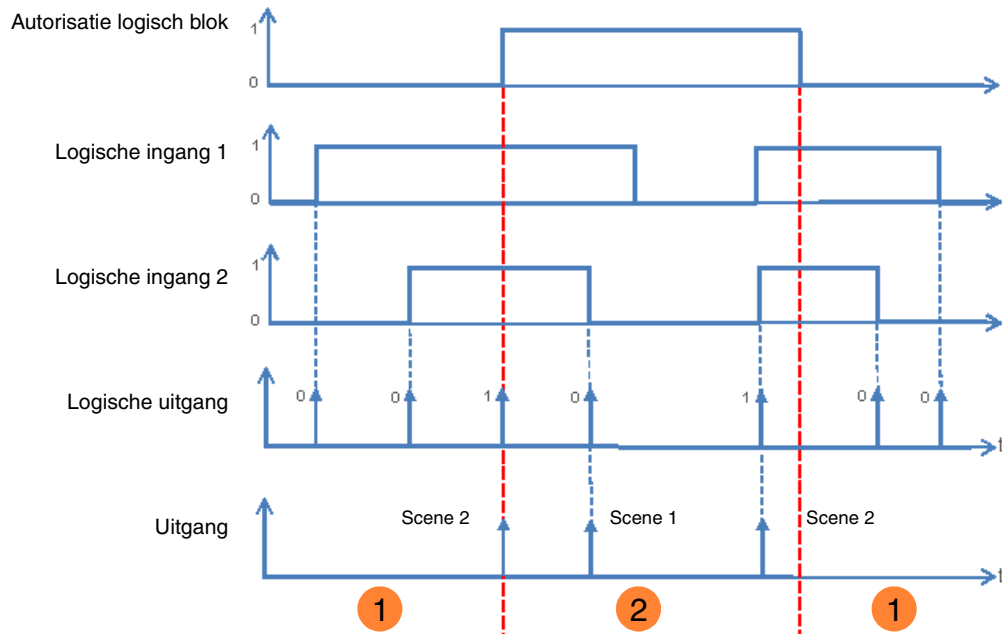 Autorisatie logisch blok
1
0
Logische ingang 1
1
0
Logische ingang 2
1
0
Logische uitgang
0 0 1 0 1 0 0
t
Uitgang
Scene 2 Scene 1 Scene 2
t
1 2 1